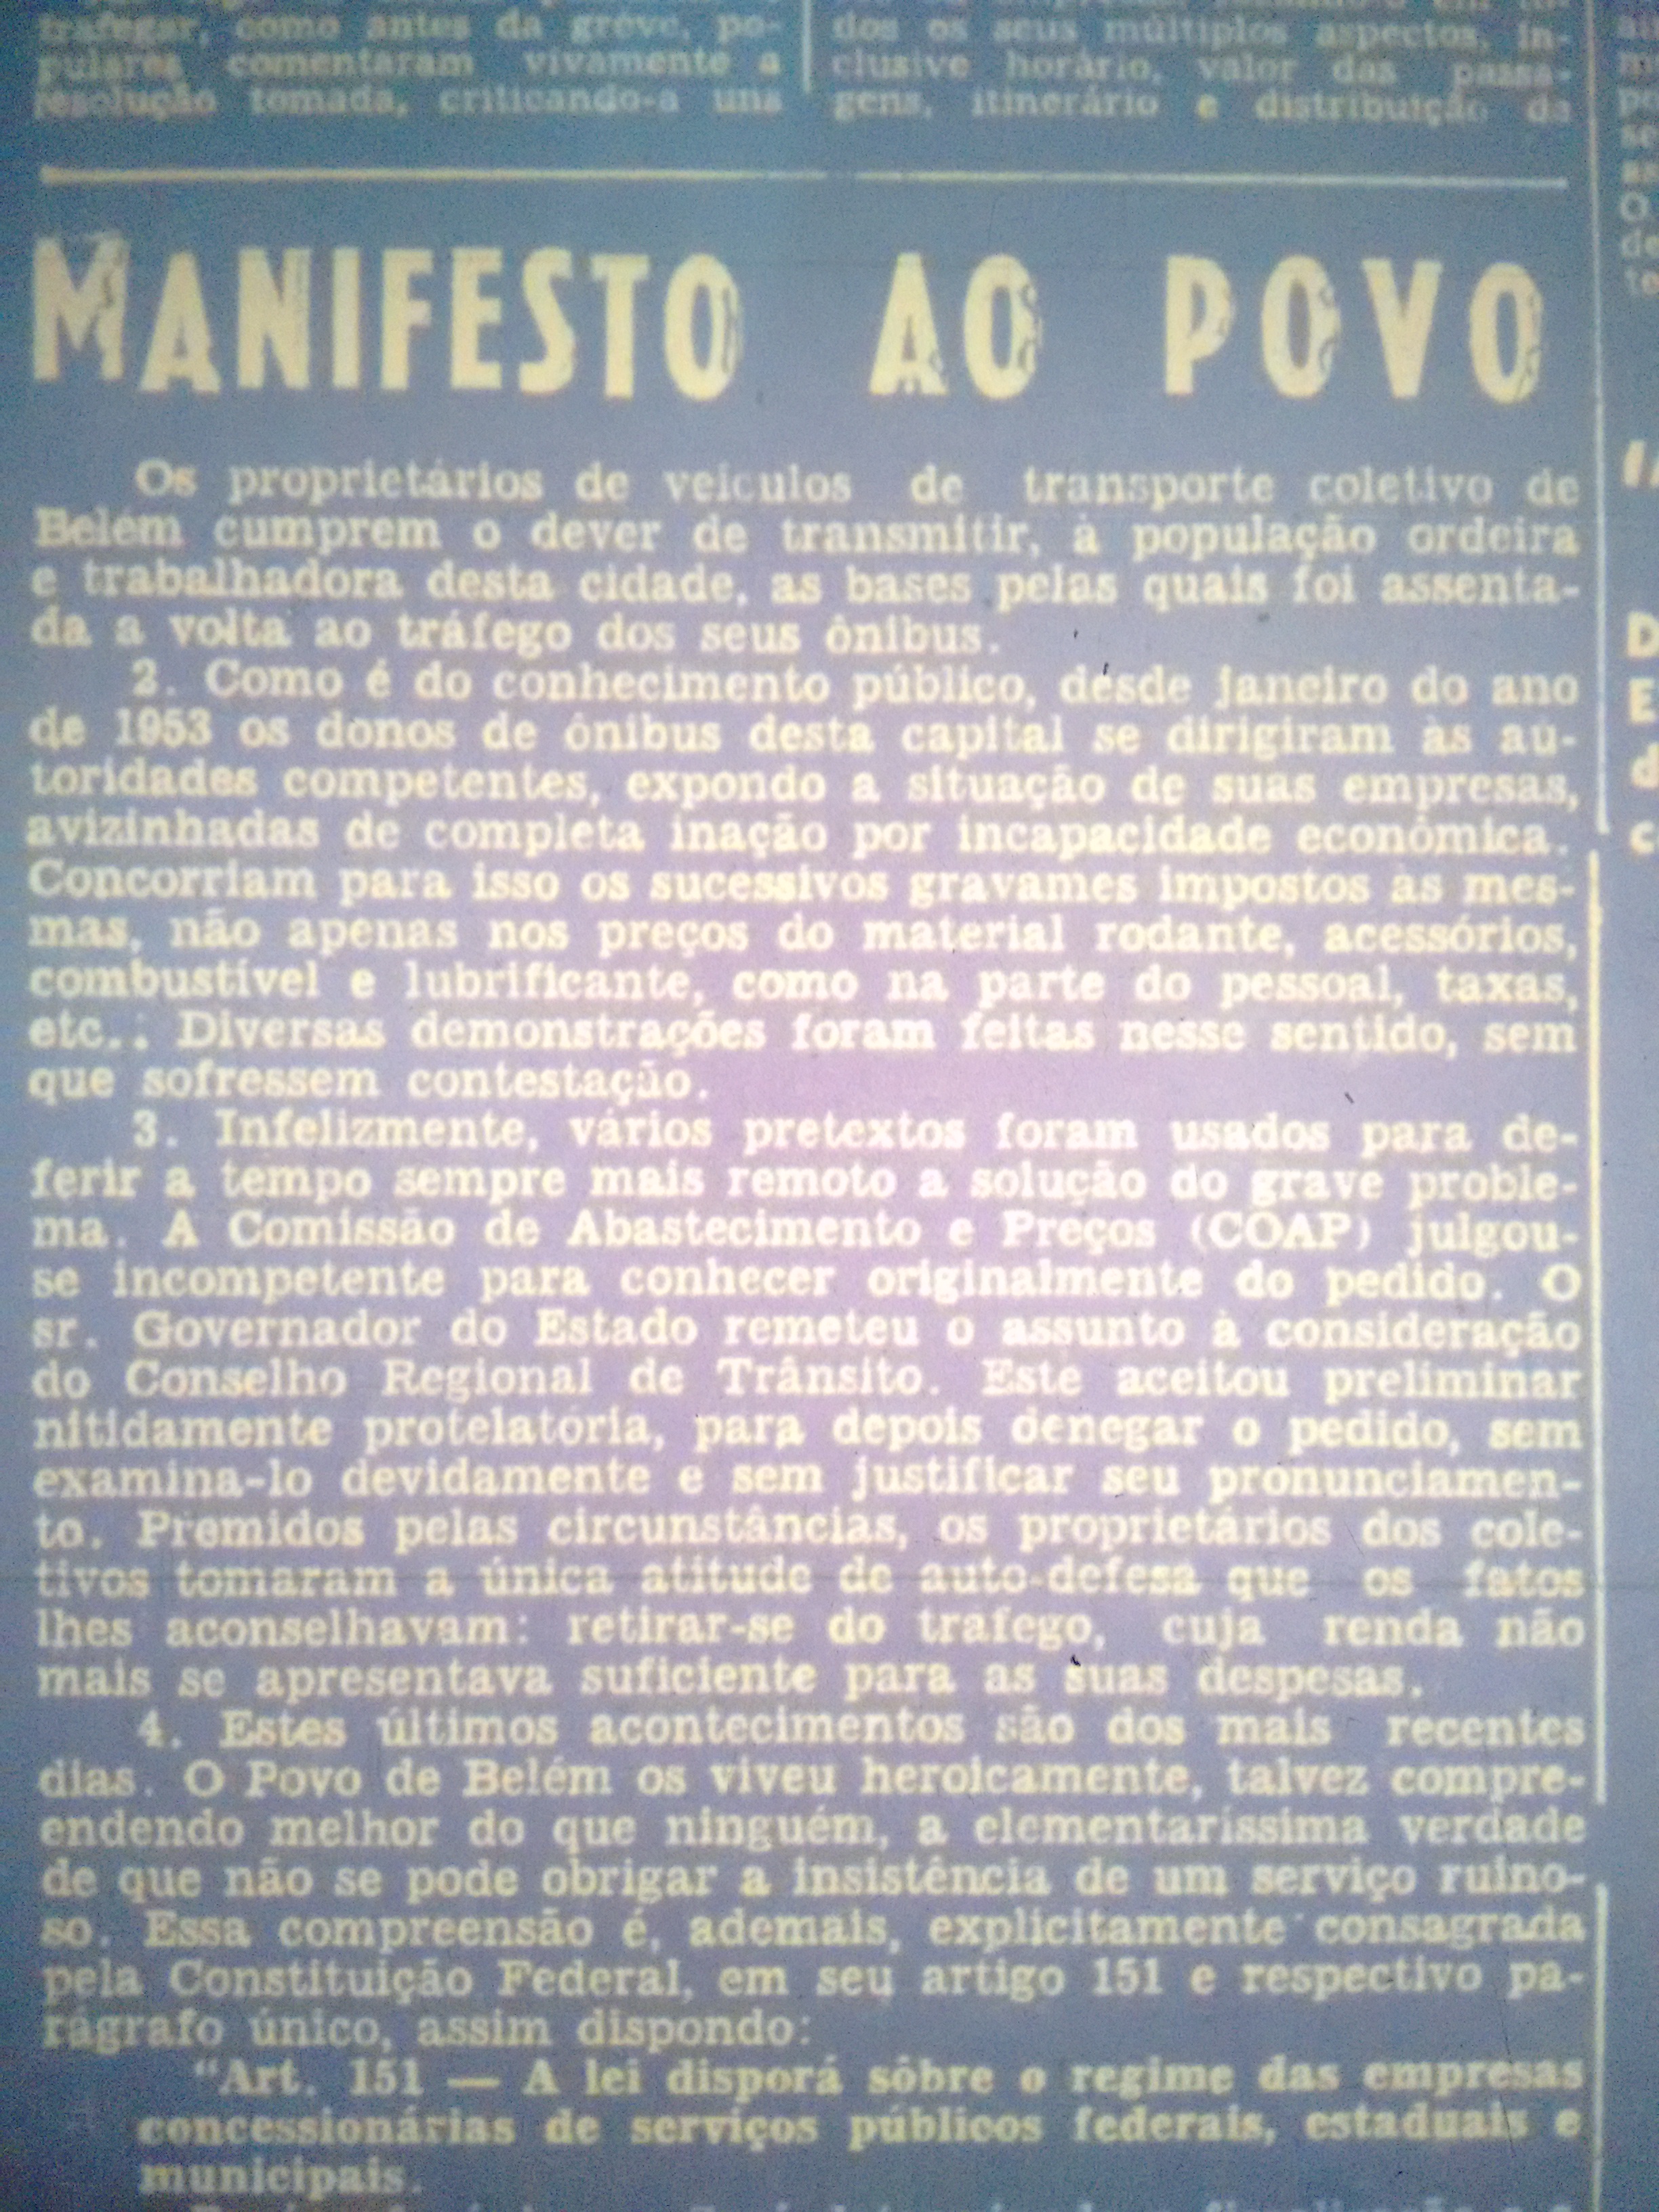 trafegar, como antes da greve, po-
pulares comentaram vivamente a
resolução tomada, criticando-a uns
dos os seus múltiplos aspectos, in-
clusive horário, valor das passa-
gens, itinerário e distribuição da
MANIFESTO AO POVO
Os proprietários de veiculos de transporte coletivo de
Belém cumprem o dever de transmitir, à população ordeira
e trabalhadora desta cidade, as bases pelas quais foi assenta-
da a volta ao tráfego dos seus ônibus.
2. Como é do conhecimento público, desde janeiro do ano
de 1953 os donos de ônibus desta capital se dirigiram às au-
toridades competentes, expondo a situação de suas empresas,
avizinhadas de completa inação por incapacidade econômica.
Concorriam para isso os sucessivos gravames impostos às mes-
mas, não apenas nos preços do material rodante, acessórios,
combustível e lubrificante, como na parte do pessoal, taxas,
etc.. Diversas demonstrações foram feitas nesse sentido, sem
que sofressem contestação.
3. Infelizmente, vários pretextos foram usados para de-
ferir a tempo sempre mais remoto a solução do grave proble-
ma. A Comissão de Abastecimento e Preços (COAP) julgou-
se incompetente para conhecer originalmente do pedido. O
sr. Governador do Estado remeteu o assunto à consideração
do Conselho Regional de Trânsito. Este aceitou preliminar
nitidamente protelatória, para depois denegar o pedido, sem
examina-lo devidamente e sem justificar seu pronunciamen-
to. Premidos pelas circunstâncias, os proprietários dos cole-
tivos tomaram a única atitude de auto-defesa que os fatos
lhes aconselhavam: retirar-se do trafego, cuja renda não
mais se apresentava suficiente para as suas despesas.
4. Estes últimos acontecimentos são dos mais recentes
dias. O Povo de Belém os viveu heroicamente, talvez compre-
endendo melhor do que ninguém, a elementaríssima verdade
de que não se pode obrigar a insistência de um serviço ruino-
so. Essa compreensão é, ademais, explicitamente consagrada
pela Constituição Federal, em seu artigo 151 e respectivo pa-
rágrafo único, assim dispondo:
"Art. 151 — A lei disporá sôbre o regime das empresas
concessionárias de serviços públicos federais, estaduais e
municipais.